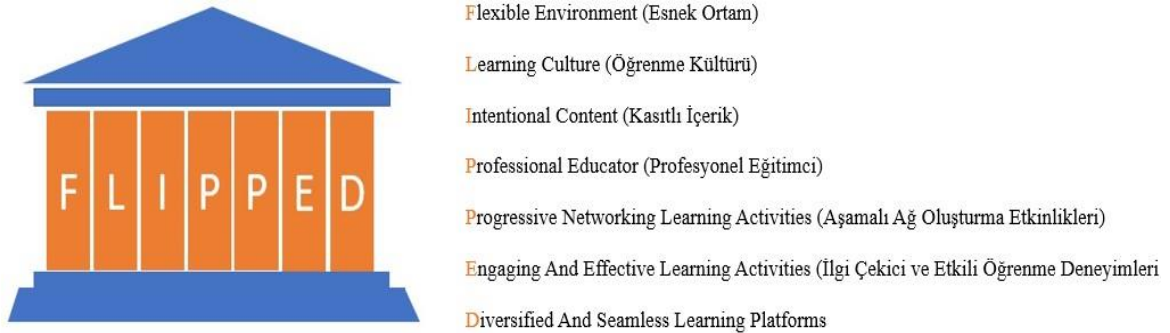 FLIPPED
Flexible Environment (Esnek Ortam)
Learning Culture (Öğrenme Kültürü)
Intentional Content (Kasıtlı İçerik)
Professional Educator (Profesyonel Eğitimci)
Progressive Networking Learning Activities (Aşamalı Ağ Oluşturma Etkinlikleri)
Engaging And Effective Learning Activities (İlgi Çekici ve Etkili Öğrenme Deneyimleri
Diversified And Seamless Learning Platforms